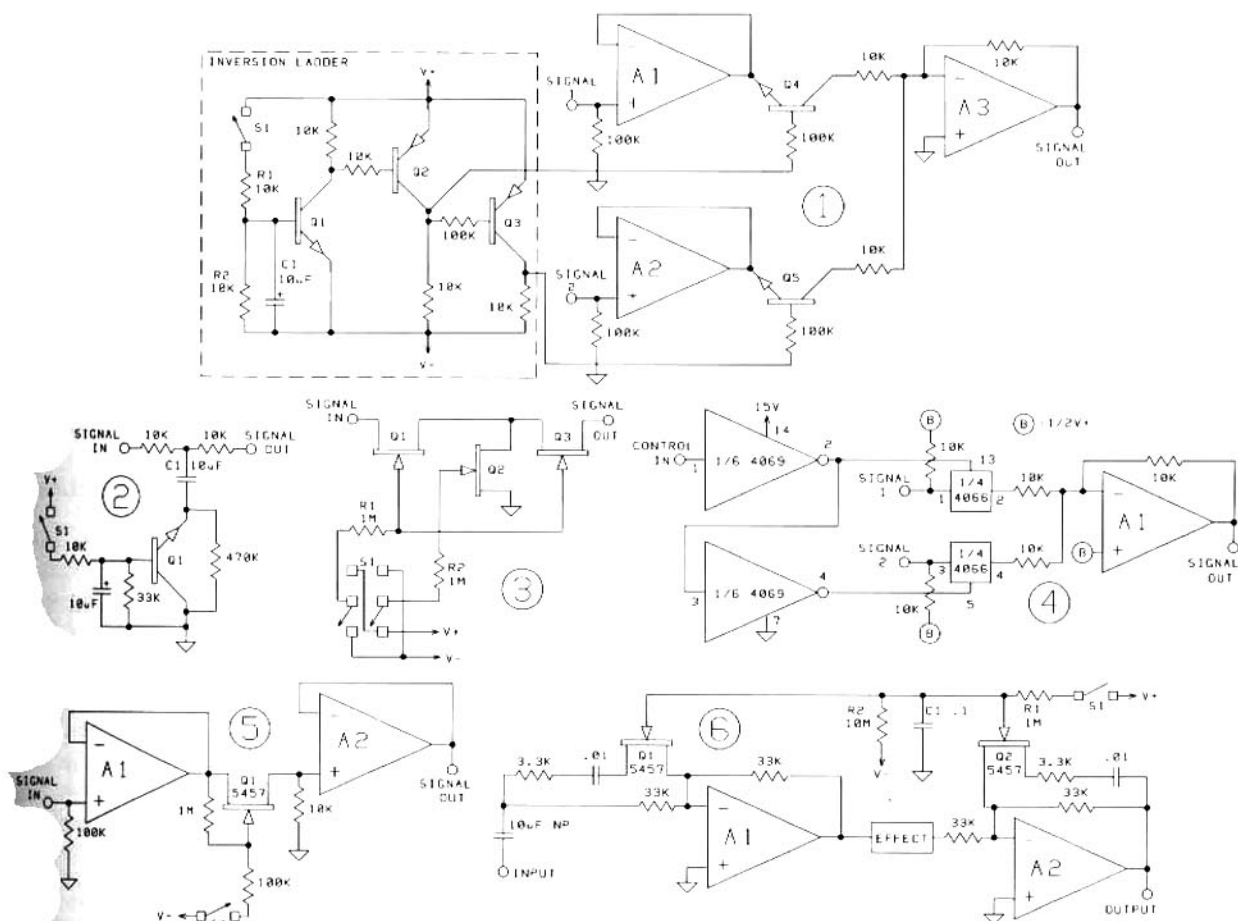 INVERSION LADDER
V+
S1
10K
R1
10K
10K
Q2
Q1
100K
Q3
C1
10uF
R2
10K
10K
10K
V-
SIGNAL
1
A1
100K
Q4
10K
100K
10K
A3
SIGNAL
OUT
1
SIGNAL
2
A2
100K
Q5
10K
100K
SIGNAL
IN
10K
10K
SIGNAL
OUT
C1
10uF
2
V+
S1
10K
Q1
470K
10uF
33K
SIGNAL
IN
Q1
Q3
SIGNAL
OUT
Q2
R1
1M
R2
1M
S1
V+
V-
3
15V
14
CONTROL
IN
1
1/6 4069
2
B
B -1/2V+
10K
13
SIGNAL
1
1
1/4
4066
2
10K
10K
A1
B
SIGNAL
OUT
SIGNAL
2
3
1/4
4066
4
10K
5
10K
B
3
1/6 4069
4
7
4
5
SIGNAL
IN
A1
100K
1M
Q1
5457
10K
100K
V-
A2
SIGNAL
OUT
6
3.3K
.01
Q1
5457
33K
33K
10uF NP
INPUT
A1
EFFECT
R2
10M
V-
C1 .1
R1
1M
S1
V+
Q2
5457
3.3K
.01
33K
33K
A2
OUTPUT